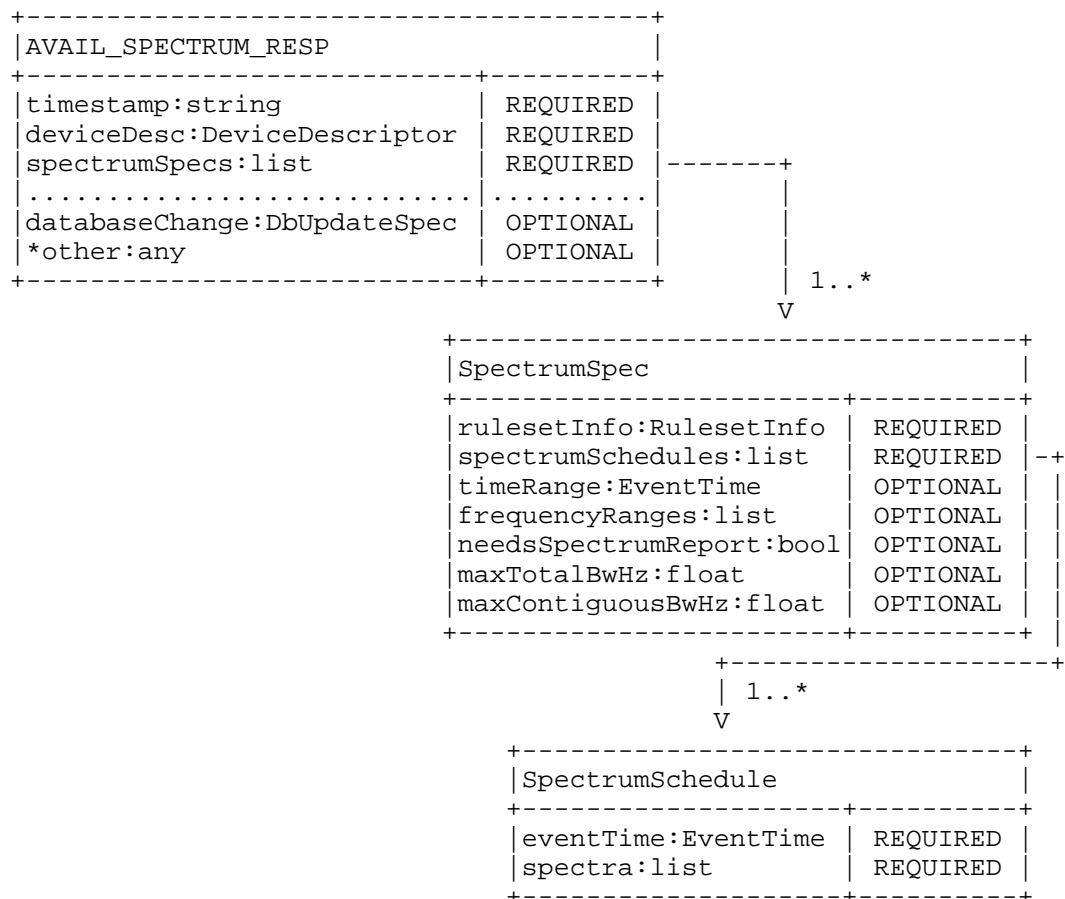 +---------------------------------------+
|AVAIL_SPECTRUM_RESP                    |
+----------------------------+----------+
|timestamp:string            | REQUIRED |
|deviceDesc:DeviceDescriptor | REQUIRED |
|spectrumSpecs:list          | REQUIRED |-------+
|............................|..........|       |
|databaseChange:DbUpdateSpec | OPTIONAL |       |
|*other:any                  | OPTIONAL |       |
+----------------------------+----------+       | 1..*
                                                V
                           +-----------------------------------+
                           |SpectrumSpec                       |
                           +------------------------+----------+
                           |rulesetInfo:RulesetInfo | REQUIRED |
                           |spectrumSchedules:list  | REQUIRED |-+
                           |timeRange:EventTime     | OPTIONAL | |
                           |frequencyRanges:list    | OPTIONAL | |
                           |needsSpectrumReport:bool| OPTIONAL | |
                           |maxTotalBwHz:float      | OPTIONAL | |
                           |maxContiguousBwHz:float | OPTIONAL | |
                           +------------------------+----------+ |
                                            +--------------------+
                                            | 1..*
                                            V
                               +-------------------------------+
                               |SpectrumSchedule               |
                               +--------------------+----------+
                               |eventTime:EventTime | REQUIRED |
                               |spectra:list        | REQUIRED |
                               +--------------------+----------+